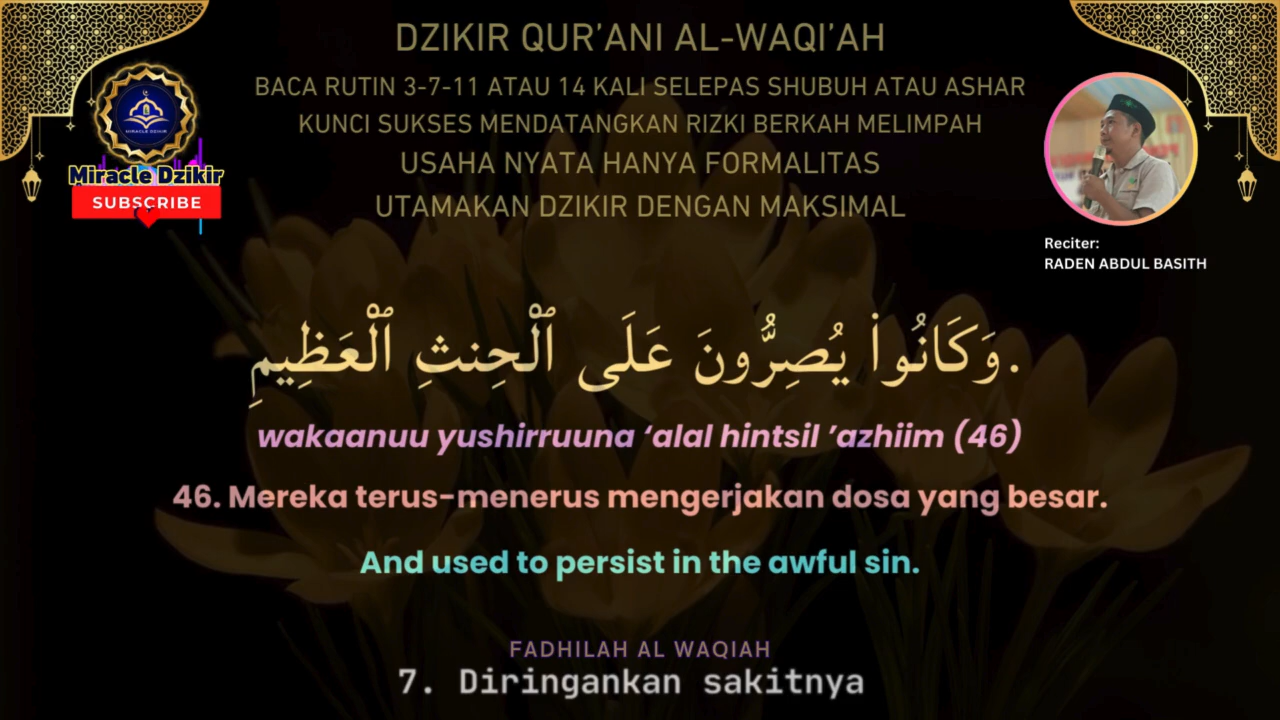 DZIKIR QUR’ANI AL-WAQI’AH
BACA RUTIN 3-7-11 ATAU 14 KALI SELEPAS SHUBUH ATAU ASHAR
KUNCI SUKSES MENDATANGKAN RIZKI BERKAH MELIMPAH
USAHA NYATA HANYA FORMALITAS
UTAMAKAN DZIKIR DENGAN MAKSIMAL
MIRACLE DZIKIR
Miracle Dzikir
SUBSCRIBE
Reciter:
RADEN ABDUL BASITH
.وَكَانُوا۟ يُصِرُّونَ عَلَى ٱلْحِنثِ ٱلْعَظِيمِ
wakaanuu yushirruuna ‘alal hintsil ’azhiim (46)
46. Mereka terus-menerus mengerjakan dosa yang besar.
And used to persist in the awful sin.
FADHILAH AL WAQIAH
7. Diringankan sakitnya